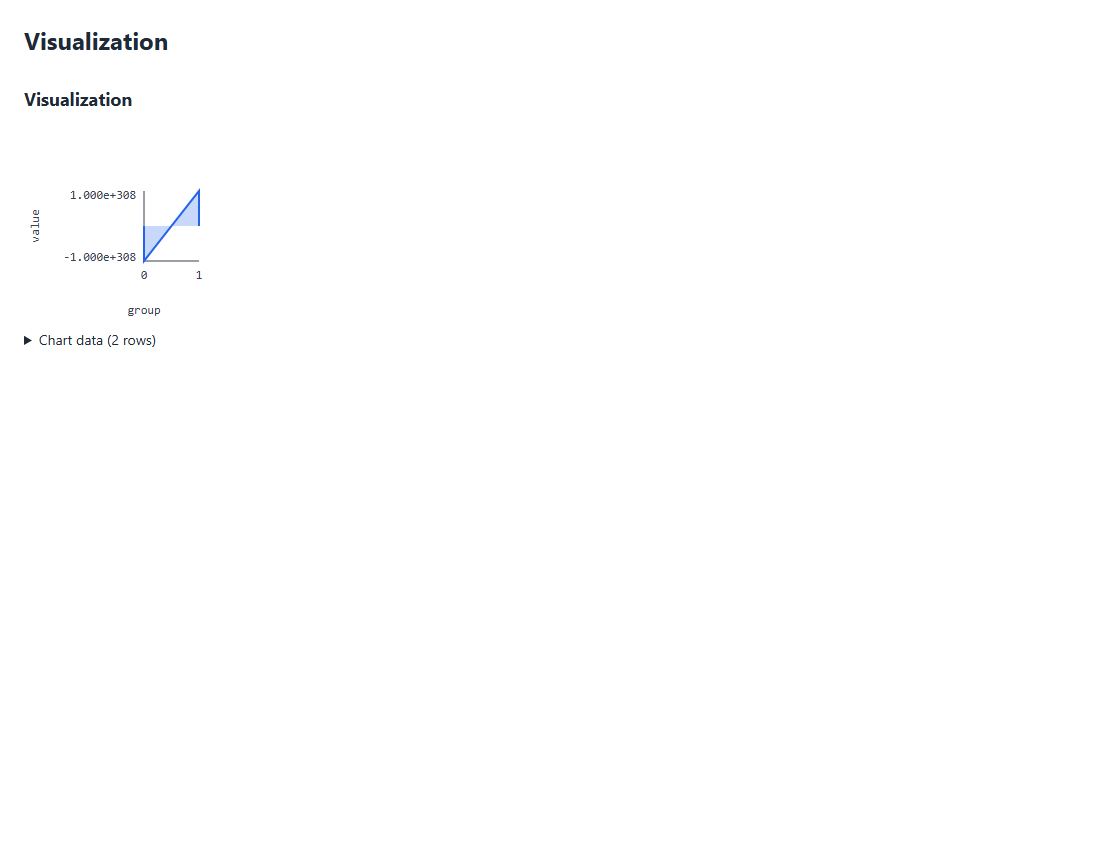 Visualization
Visualization
1.000e+308
value
-1.000e+308
0 1
group
Chart data (2 rows)